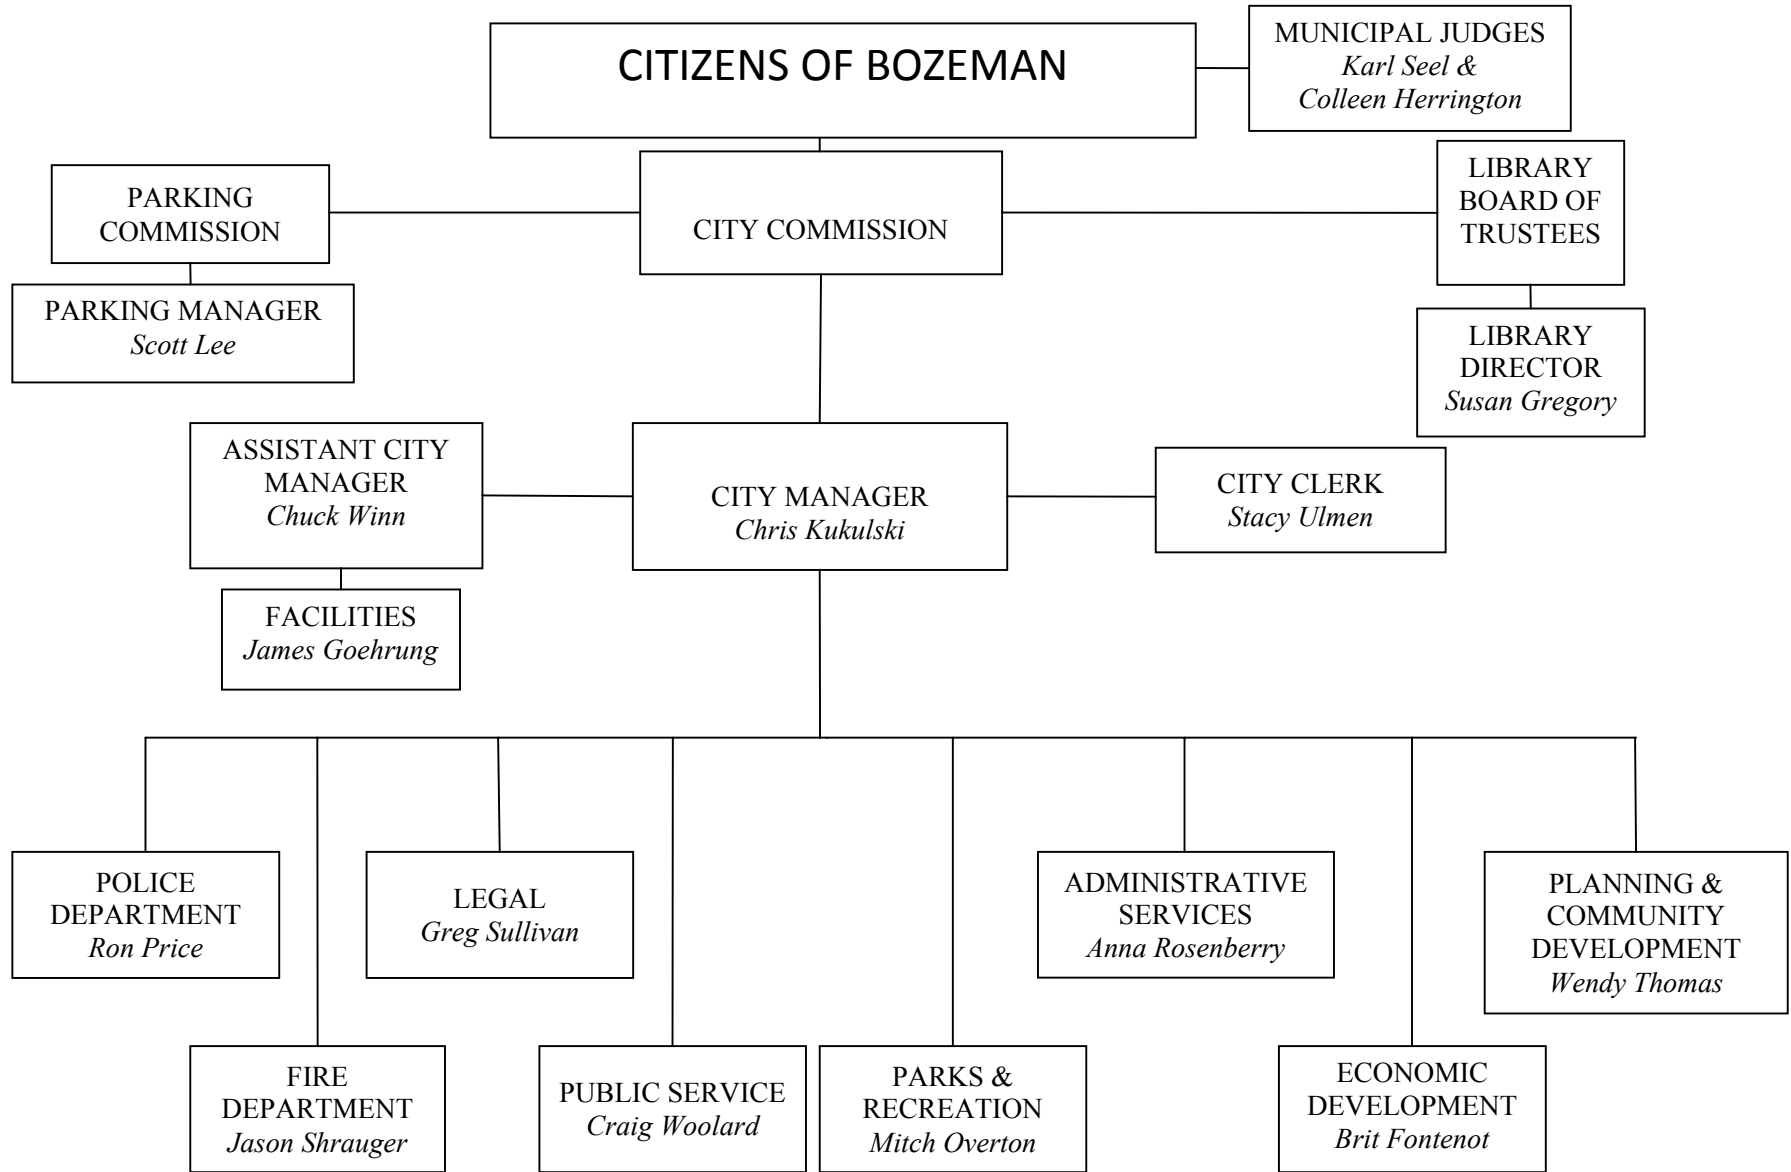 CITIZENS OF BOZEMAN
MUNICIPAL JUDGES
Karl Seel &
Colleen Herrington
PARKING
COMMISSION
CITY COMMISSION
LIBRARY
BOARD OF
TRUSTEES
PARKING MANAGER
Scott Lee
LIBRARY
DIRECTOR
Susan Gregory
ASSISTANT CITY
MANAGER
Chuck Winn
CITY MANAGER
Chris Kukulski
CITY CLERK
Stacy Ulmen
FACILITIES
James Goehrung
POLICE
DEPARTMENT
Ron Price
LEGAL
Greg Sullivan
ADMINISTRATIVE
SERVICES
Anna Rosenberry
PLANNING &
COMMUNITY
DEVELOPMENT
Wendy Thomas
FIRE
DEPARTMENT
Jason Shrauger
PUBLIC SERVICE
Craig Woolard
PARKS &
RECREATION
Mitch Overton
ECONOMIC
DEVELOPMENT
Brit Fontenot